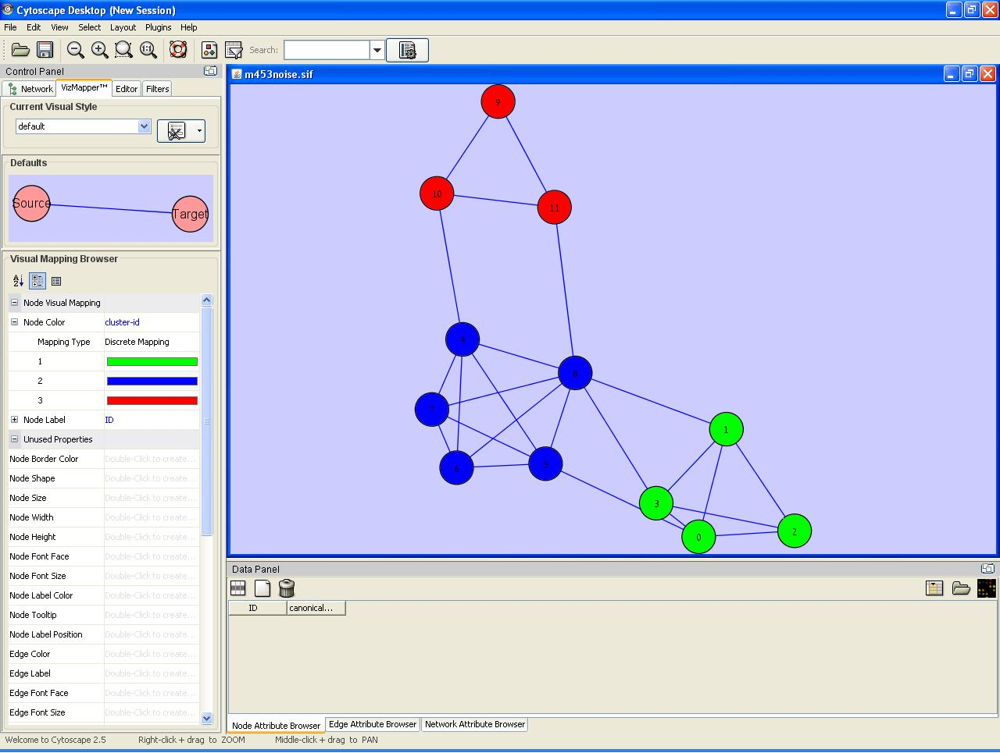 Cytoscape Desktop (New Session)
File Edit View Select Layout Plugins Help
1:1 Search:
Control Panel
Network VizMapper™ Editor Filters
Current Visual Style
default
Defaults
Source Target
Visual Mapping Browser
A Z
Node Visual Mapping
Node Color cluster-id
Mapping Type Discrete Mapping
1
2
3
Node Label ID
Unused Properties
Node Border Color Double-Click to create...
Node Shape Double-Click to create...
Node Size Double-Click to create...
Node Width Double-Click to create...
Node Height Double-Click to create...
Node Font Face Double-Click to create...
Node Font Size Double-Click to create...
Node Label Color Double-Click to create...
Node Tooltip Double-Click to create...
Node Label Position Double-Click to create...
Edge Color Double-Click to create...
Edge Label Double-Click to create...
Edge Font Face Double-Click to create...
Edge Font Size Double-Click to create...
m453noise.sif
9
10
11
4
8
7
1
6
5
3
2
0
Data Panel
ID canonical...
Node Attribute Browser Edge Attribute Browser Network Attribute Browser
Welcome to Cytoscape 2.5 Right-click + drag to ZOOM Middle-click + drag to PAN